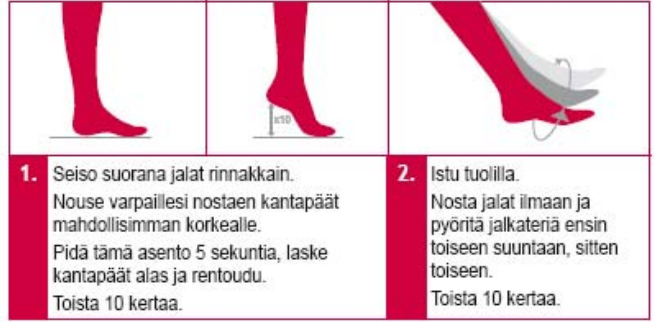 x10
1. Seiso suorana jalat rinnakkain.
Nouse varpaillesi nostaen kantapäät
mahdollisimman korkealle.
Pidä tämä asento 5 sekuntia, laske
kantapäät alas ja rentoudu.
Toista 10 kertaa.
2. Istu tuolilla.
Nosta jalat ilmaan ja
pyöritä jalkateriä ensin
toiseen suuntaan, sitten
toiseen.
Toista 10 kertaa.